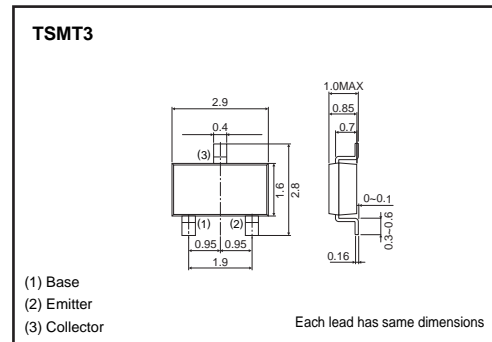 TSMT3
1.0MAX
2.9
0.85
0.4
0.7
(3)
1.6
2.8
0~0.1
(1)
(2)
0.3~0.6
0.95
0.95
0.16
1.9
(1) Base
(2) Emitter
(3) Collector
Each lead has same dimensions